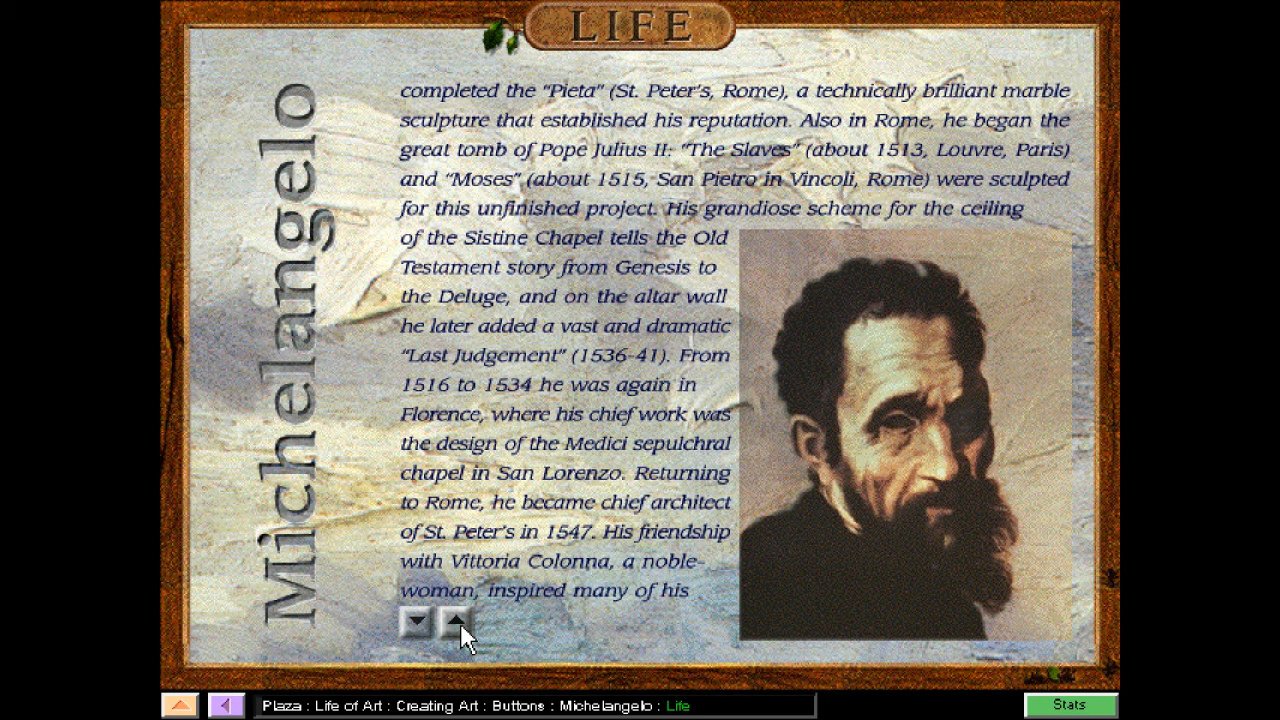 LIFE
Michelangelo
completed the "Pieta" (St. Peter's, Rome), a technically brilliant marble
sculpture that established his reputation. Also in Rome, he began the
great tomb of Pope Julius II: "The Slaves" (about 1513, Louvre, Paris)
and "Moses" (about 1515, San Pietro in Vincoli, Rome) were sculpted
for this unfinished project. His grandiose scheme for the ceiling
of the Sistine Chapel tells the Old
Testament story from Genesis to
the Deluge, and on the altar wall
he later added a vast and dramatic
"Last Judgement" (1536-41). From
1516 to 1534 he was again in
Florence, where his chief work was
the design of the Medici sepulchral
chapel in San Lorenzo. Returning
to Rome, he became chief architect
of St. Peter's in 1547. His friendship
with Vittoria Colonna, a noble-
woman, inspired many of his
Plaza : Life of Art : Creating Art : Buttons : Michelangelo : Life
Stats